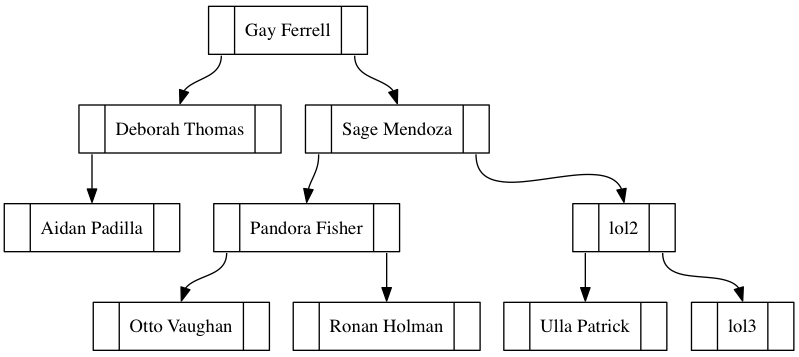 Gay Ferrell
Deborah Thomas
Sage Mendoza
Aidan Padilla
Pandora Fisher
lol2
Otto Vaughan
Ronan Holman
Ulla Patrick
lol3